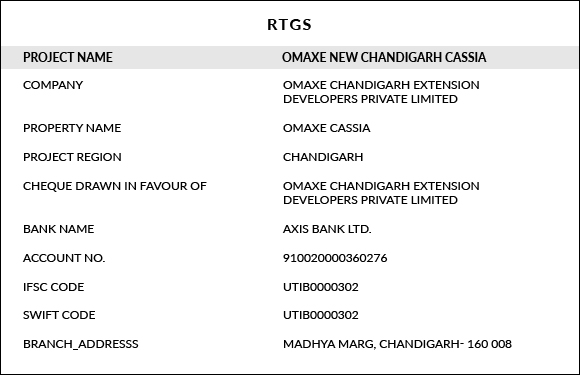 RTGS
PROJECT NAME OMAXE NEW CHANDIGARH CASSIA
COMPANY OMAXE CHANDIGARH EXTENSION
DEVELOPERS PRIVATE LIMITED
PROPERTY NAME OMAXE CASSIA
PROJECT REGION CHANDIGARH
CHEQUE DRAWN IN FAVOUR OF OMAXE CHANDIGARH EXTENSION
DEVELOPERS PRIVATE LIMITED
BANK NAME AXIS BANK LTD.
ACCOUNT NO. 910020000360276
IFSC CODE UTIB0000302
SWIFT CODE UTIB0000302
BRANCH_ADDRESSS MADHYA MARG, CHANDIGARH- 160 008